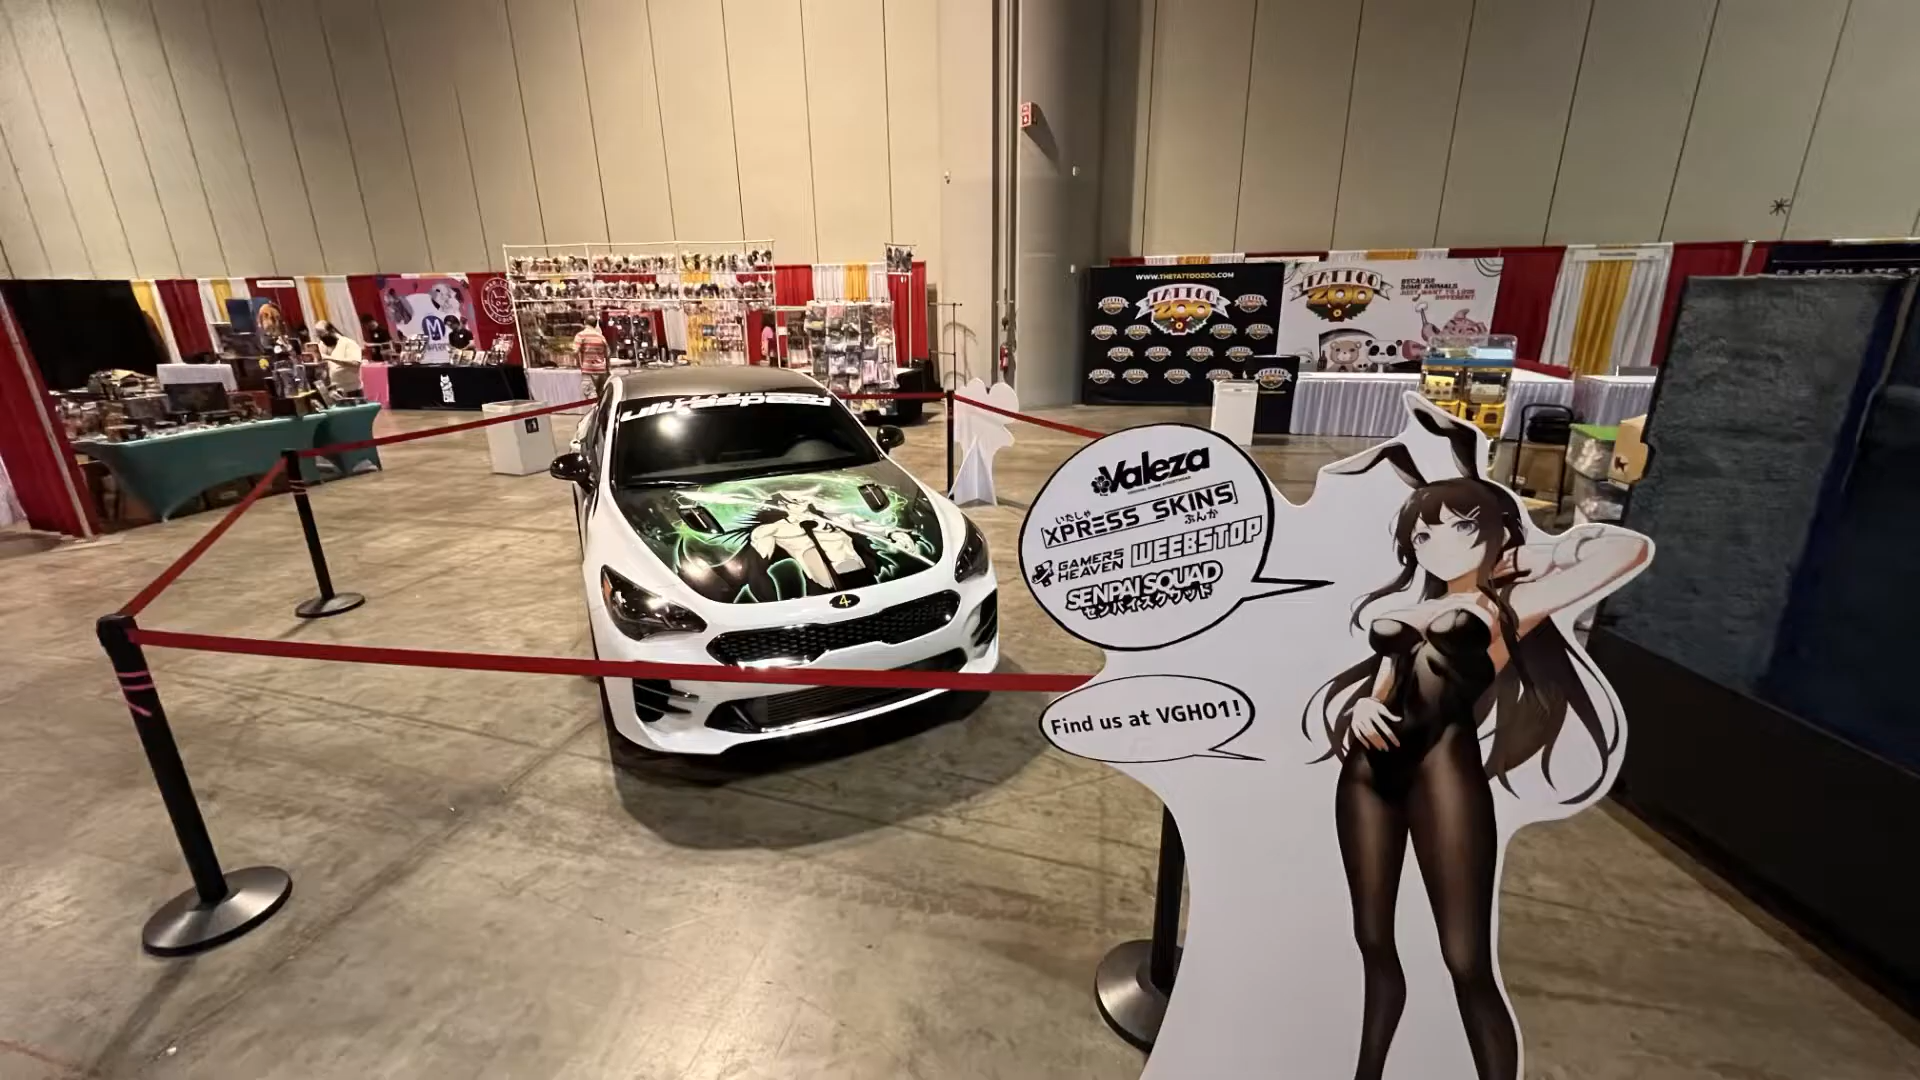 WWW.THETATTOOZOO.COM
TATTOO
ZOO
TATTOO
ZOO
BECAUSE
SOME ANIMALS
JUST WANT TO LOOK
DIFFERENT
M
4
Valeza
いたしゃ
XPRESS SKINS
ぶんか
GAMERS
HEAVEN
WEEBSTOP
SENPAI SQUAD
センパイスクワッド
Find us at VGH01!